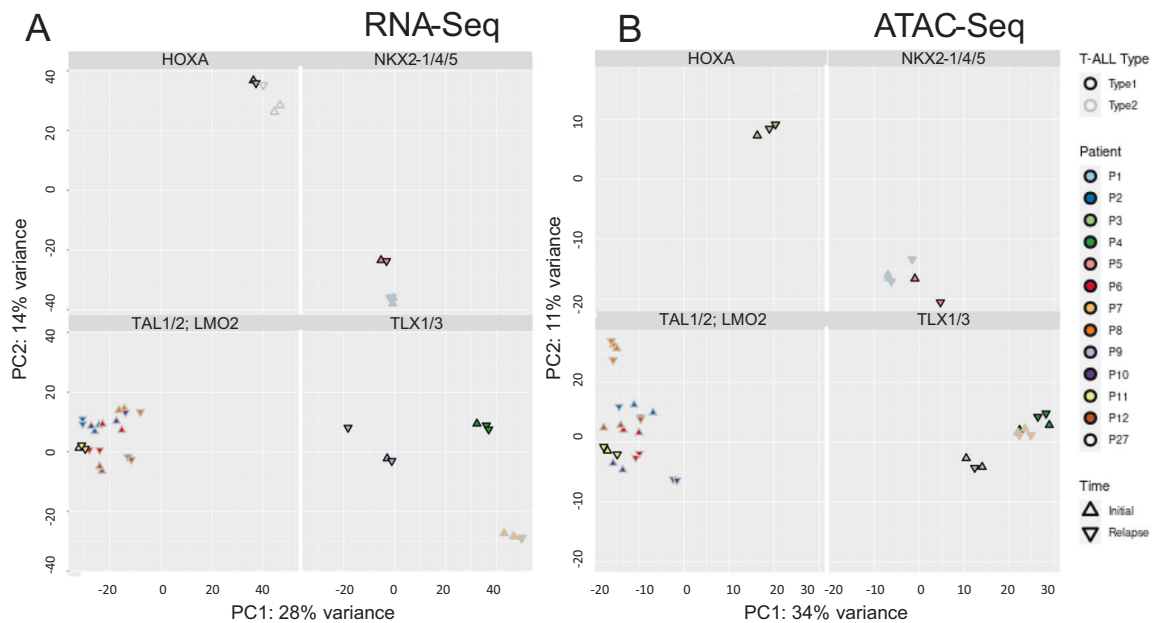 A RNA-Seq
HOXA NKX2-1/4/5
40
20
0
-20
-40
TAL1/2; LMO2 TLX1/3
40
20
0
-20
-40
PC2: 14% variance
-20 0 20 40 -20 0 20 40
PC1: 28% variance
B ATAC-Seq
HOXA NKX2-1/4/5
10
0
-10
-20
TAL1/2; LMO2 TLX1/3
20
0
-10
-20
PC2: 11% variance
-20 -10 0 10 20 30 -20 -10 0 10 20 30
PC1: 34% variance
T-ALL Type
Type1
Type2
Patient
P1
P2
P3
P4
P5
P6
P7
P8
P9
P10
P11
P12
P27
Time
Initial
Relapse